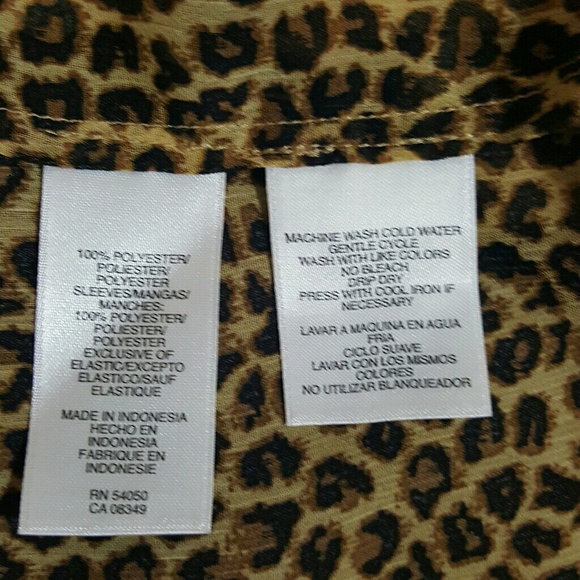 100% POLYESTER/
POLIESTER/
POLYESTER
SLEEVES/MANGAS/
MANCHES:
100% POLYESTER/
POLIESTER/
POLYESTER
EXCLUSIVE OF
ELASTIC/EXCEPTO
ELASTICO/SAUF
ELASTIQUE
MADE IN INDONESIA
HECHO EN
INDONESIA
FABRIQUE EN
INDONESIE
RN 54050
CA 08349
MACHINE WASH COLD WATER
GENTLE CYCLE
WASH WITH LIKE COLORS
NO BLEACH
DRIP DRY
PRESS WITH COOL IRON IF
NECESSARY
LAVAR A MAQUINA EN AGUA
FRIA
CICLO SUAVE
LAVAR CON LOS MISMOS
COLORES
NO UTILIZAR BLANQUEADOR